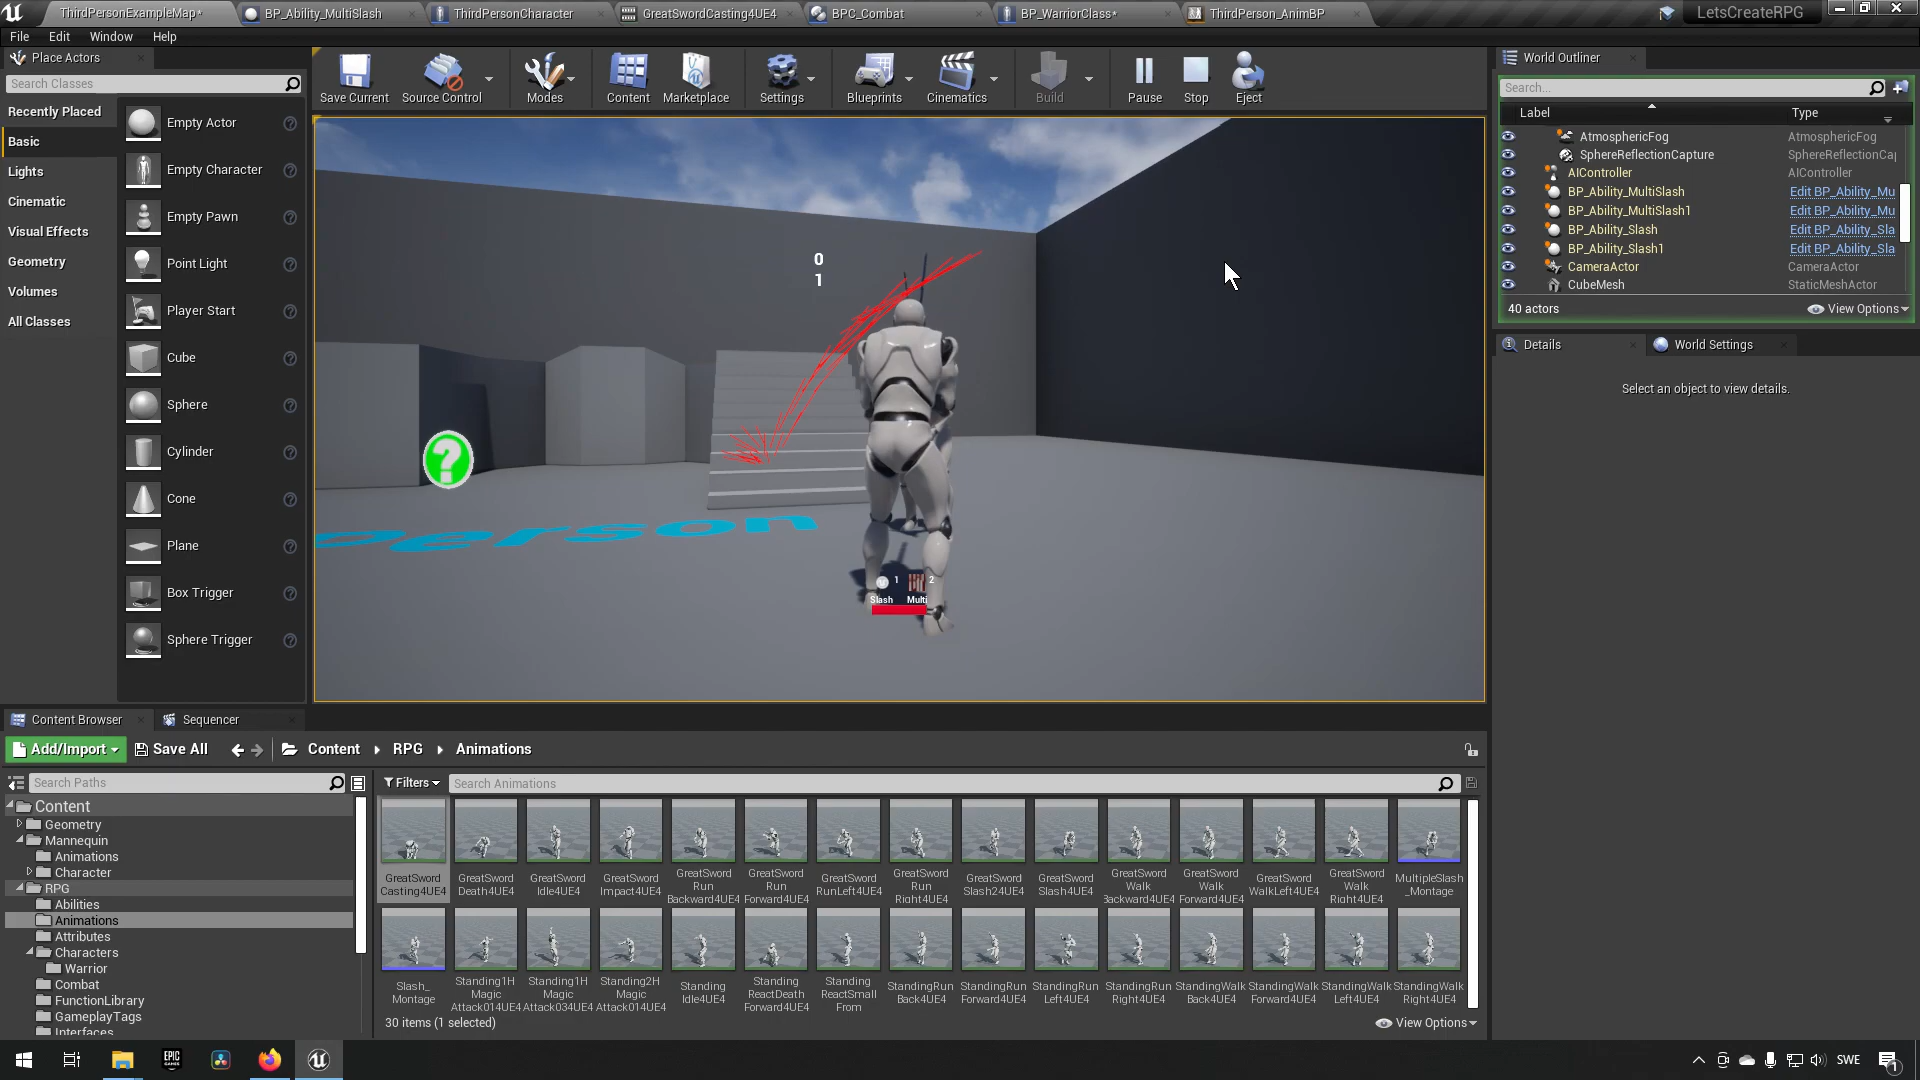 ThirdPersonExampleMap*
BP_Ability_MultiSlash
ThirdPersonCharacter
GreatSwordCasting4UE4
BPC_Combat
BP_WarriorClass*
ThirdPerson_AnimBP
LetsCreateRPG
File Edit Window Help
Place Actors
Search Classes
Recently Placed
Basic
Lights
Cinematic
Visual Effects
Geometry
Volumes
All Classes
Empty Actor
Empty Character
Empty Pawn
Point Light
Player Start
Cube
Sphere
Cylinder
Cone
Plane
Box Trigger
Sphere Trigger
Save Current
Source Control
Modes
Content
Marketplace
Settings
Blueprints
Cinematics
Build
Pause
Stop
Eject
0
1
person
1 2
Slash Multi
World Outliner
Search...
Label Type
AtmosphericFog AtmosphericFog
SphereReflectionCapture SphereReflectionCap
AIController AIController
BP_Ability_MultiSlash Edit BP_Ability_Mu
BP_Ability_MultiSlash1 Edit BP_Ability_Mu
BP_Ability_Slash Edit BP_Ability_Sla
BP_Ability_Slash1 Edit BP_Ability_Sla
CameraActor CameraActor
CubeMesh StaticMeshActor
40 actors
View Options
Details
World Settings
Select an object to view details.
Content Browser
Sequencer
Add/Import
Save All
Content
RPG
Animations
Search Paths
Content
Geometry
Mannequin
Animations
Character
RPG
Abilities
Animations
Attributes
Characters
Warrior
Combat
FunctionLibrary
GameplayTags
Interfaces
Filters
Search Animations
GreatSword
Casting4UE4
GreatSword
Death4UE4
GreatSword
Idle4UE4
GreatSword
Impact4UE4
GreatSword
Run
Backward4UE4
GreatSword
Run
Forward4UE4
GreatSword
RunLeft4UE4
GreatSword
Run
Right4UE4
GreatSword
Slash24UE4
GreatSword
Slash4UE4
GreatSword
Walk
Backward4UE4
GreatSword
Walk
Forward4UE4
GreatSword
WalkLeft4UE4
GreatSword
Walk
Right4UE4
MultipleSlash
_Montage
Slash_
Montage
Standing1H
Magic
Attack014UE4
Standing1H
Magic
Attack034UE4
Standing2H
Magic
Attack014UE4
Standing
Idle4UE4
Standing
ReactDeath
Forward4UE4
Standing
ReactSmall
From
StandingRun
Back4UE4
StandingRun
Forward4UE4
StandingRun
Left4UE4
StandingRun
Right4UE4
StandingWalk
Back4UE4
StandingWalk
Forward4UE4
StandingWalk
Left4UE4
StandingWalk
Right4UE4
30 items (1 selected)
View Options
EPIC
GAMES
SWE
1